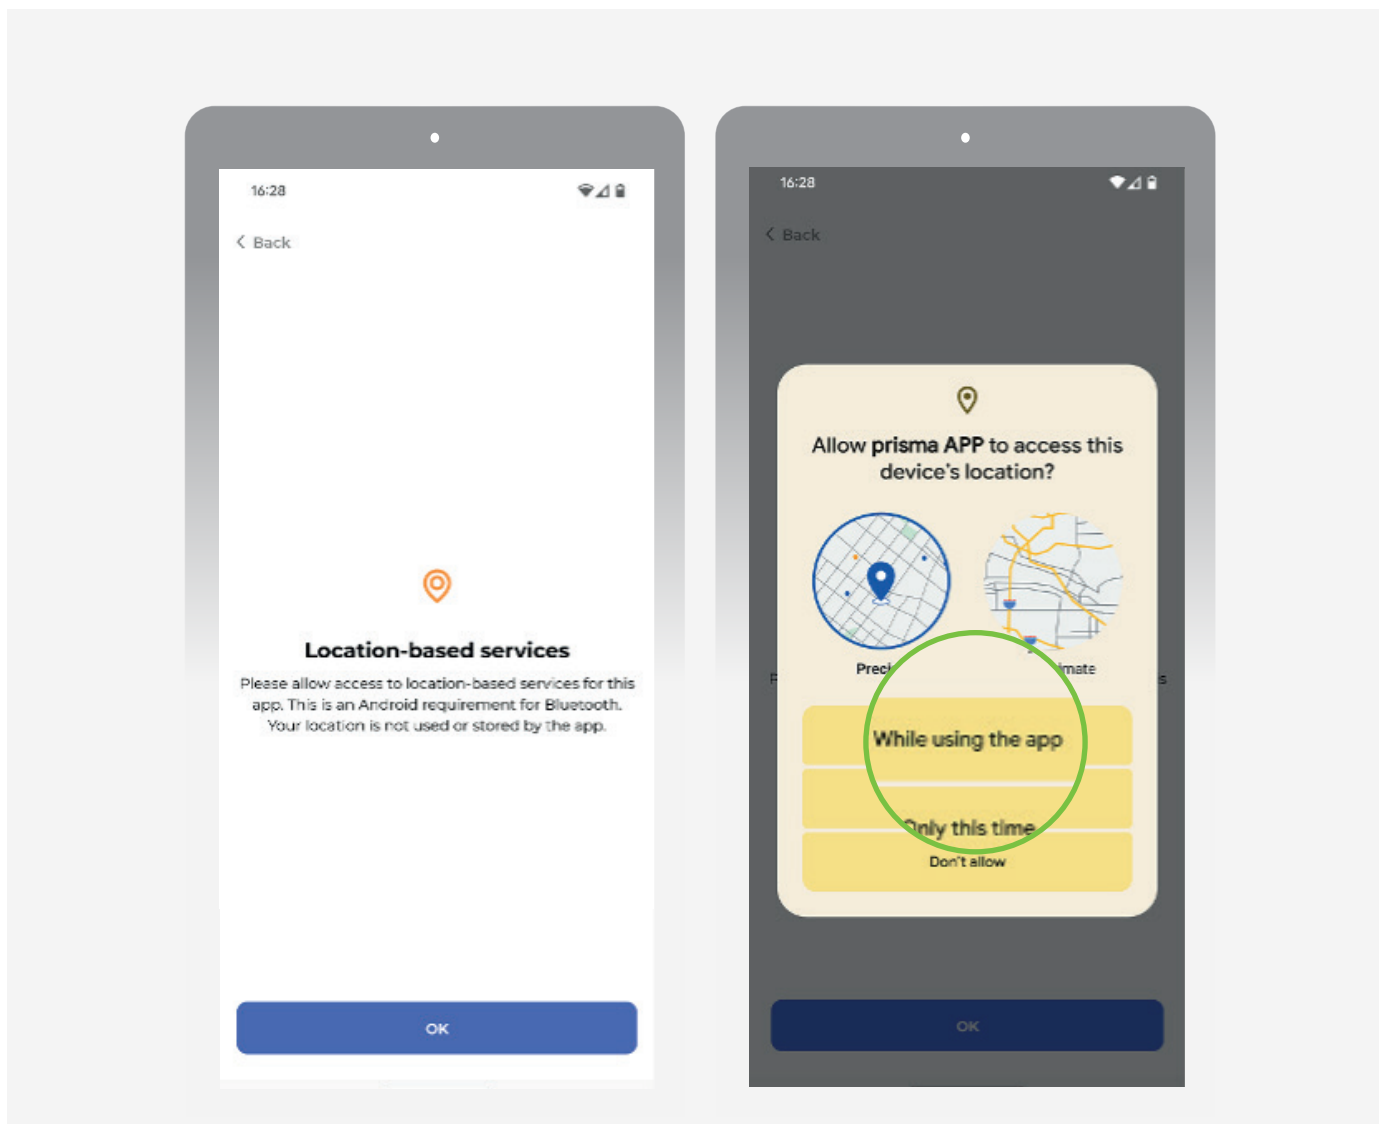 16:28
Back
Location-based services
Please allow access to location-based services for this
app. This is an Android requirement for Bluetooth.
Your location is not used or stored by the app.
OK
16:28
Back
Allow prisma APP to access this
device's location?
While using the app
Only this time
Don't allow
OK